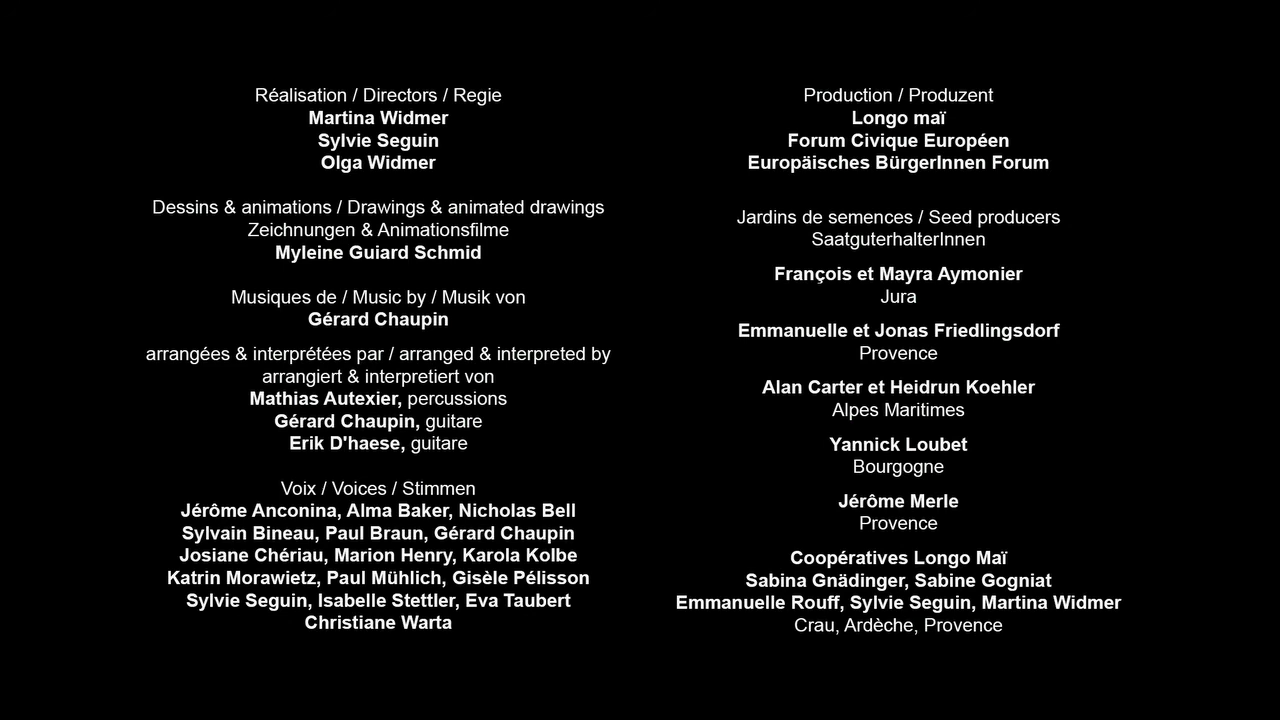 Réalisation / Directors / Regie
Martina Widmer
Sylvie Seguin
Olga Widmer
Dessins & animations / Drawings & animated drawings
Zeichnungen & Animationsfilme
Myleine Guiard Schmid
Musiques de / Music by / Musik von
Gérard Chaupin
arrangées & interprétées par / arranged & interpreted by
arrangiert & interpretiert von
Mathias Autexier, percussions
Gérard Chaupin, guitare
Erik D'haese, guitare
Voix / Voices / Stimmen
Jérôme Anconina, Alma Baker, Nicholas Bell
Sylvain Bineau, Paul Braun, Gérard Chaupin
Josiane Chériau, Marion Henry, Karola Kolbe
Katrin Morawietz, Paul Mühlich, Gisèle Pélisson
Sylvie Seguin, Isabelle Stettler, Eva Taubert
Christiane Warta
Production / Produzent
Longo maï
Forum Civique Européen
Europäisches BürgerInnen Forum
Jardins de semences / Seed producers
SaatguterhalterInnen
François et Mayra Aymonier
Jura
Emmanuelle et Jonas Friedlingsdorf
Provence
Alan Carter et Heidrun Koehler
Alpes Maritimes
Yannick Loubet
Bourgogne
Jérôme Merle
Provence
Coopératives Longo Maï
Sabina Gnädinger, Sabine Gogniat
Emmanuelle Rouff, Sylvie Seguin, Martina Widmer
Crau, Ardèche, Provence